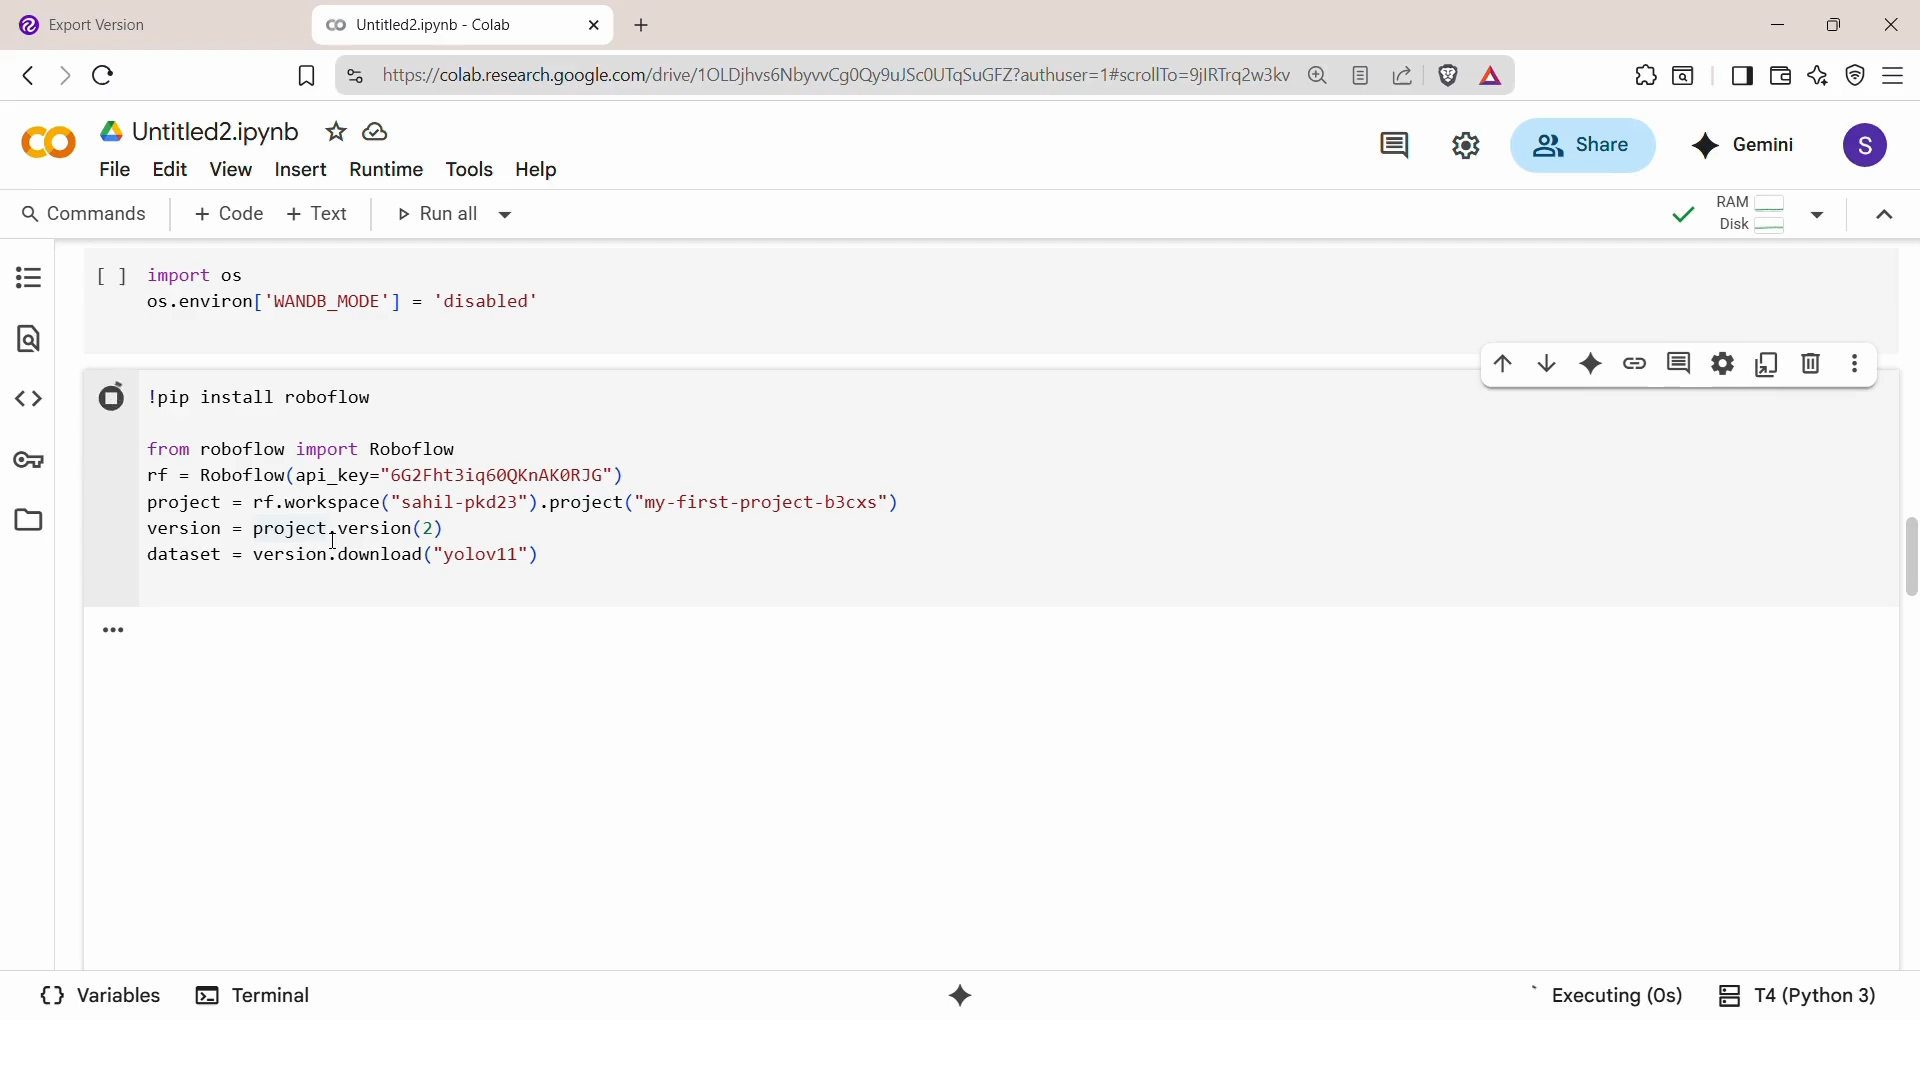 Export Version
Untitled2.ipynb - Colab
https://colab.research.google.com/drive/1OLDjhvs6NbyvvCg0Qy9uJSc0UTqSuGFZ?authuser=1#scrollTo=9jIRTrq2w3kv
Untitled2.ipynb
Share
Gemini
S
File Edit View Insert Runtime Tools Help
Commands + Code + Text Run all
RAM
Disk
[ ] import os
os.environ['WANDB_MODE'] = 'disabled'
!pip install roboflow
from roboflow import Roboflow
rf = Roboflow(api_key="6G2Fht3iq60QKnAK0RJG")
project = rf.workspace("sahil-pkd23").project("my-first-project-b3cxs")
version = project.version(2)
dataset = version.download("yolov11")
Variables Terminal Executing (0s) T4 (Python 3)